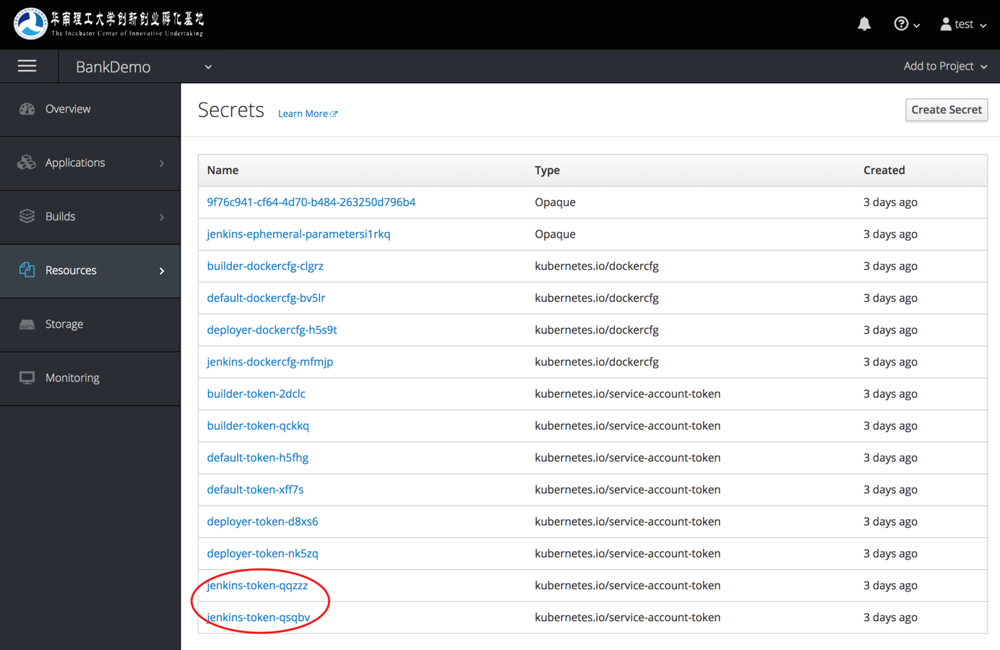 华南理工大学创新创业孵化基地
The Incubator Center of Innovative Undertaking
test
BankDemo
Add to Project
Overview
Applications
Builds
Resources
Storage
Monitoring
Secrets Learn More
Create Secret
Name Type Created
9f76c941-cf64-4d70-b484-263250d796b4 Opaque 3 days ago
jenkins-ephemeral-parametersi1rkq Opaque 3 days ago
builder-dockercfg-clgrz kubernetes.io/dockercfg 3 days ago
default-dockercfg-bv5lr kubernetes.io/dockercfg 3 days ago
deployer-dockercfg-h5s9t kubernetes.io/dockercfg 3 days ago
jenkins-dockercfg-mfmjp kubernetes.io/dockercfg 3 days ago
builder-token-2dclc kubernetes.io/service-account-token 3 days ago
builder-token-qckkq kubernetes.io/service-account-token 3 days ago
default-token-h5fhg kubernetes.io/service-account-token 3 days ago
default-token-xff7s kubernetes.io/service-account-token 3 days ago
deployer-token-d8xs6 kubernetes.io/service-account-token 3 days ago
deployer-token-nk5zq kubernetes.io/service-account-token 3 days ago
jenkins-token-qqzzz kubernetes.io/service-account-token 3 days ago
jenkins-token-qsqbv kubernetes.io/service-account-token 3 days ago